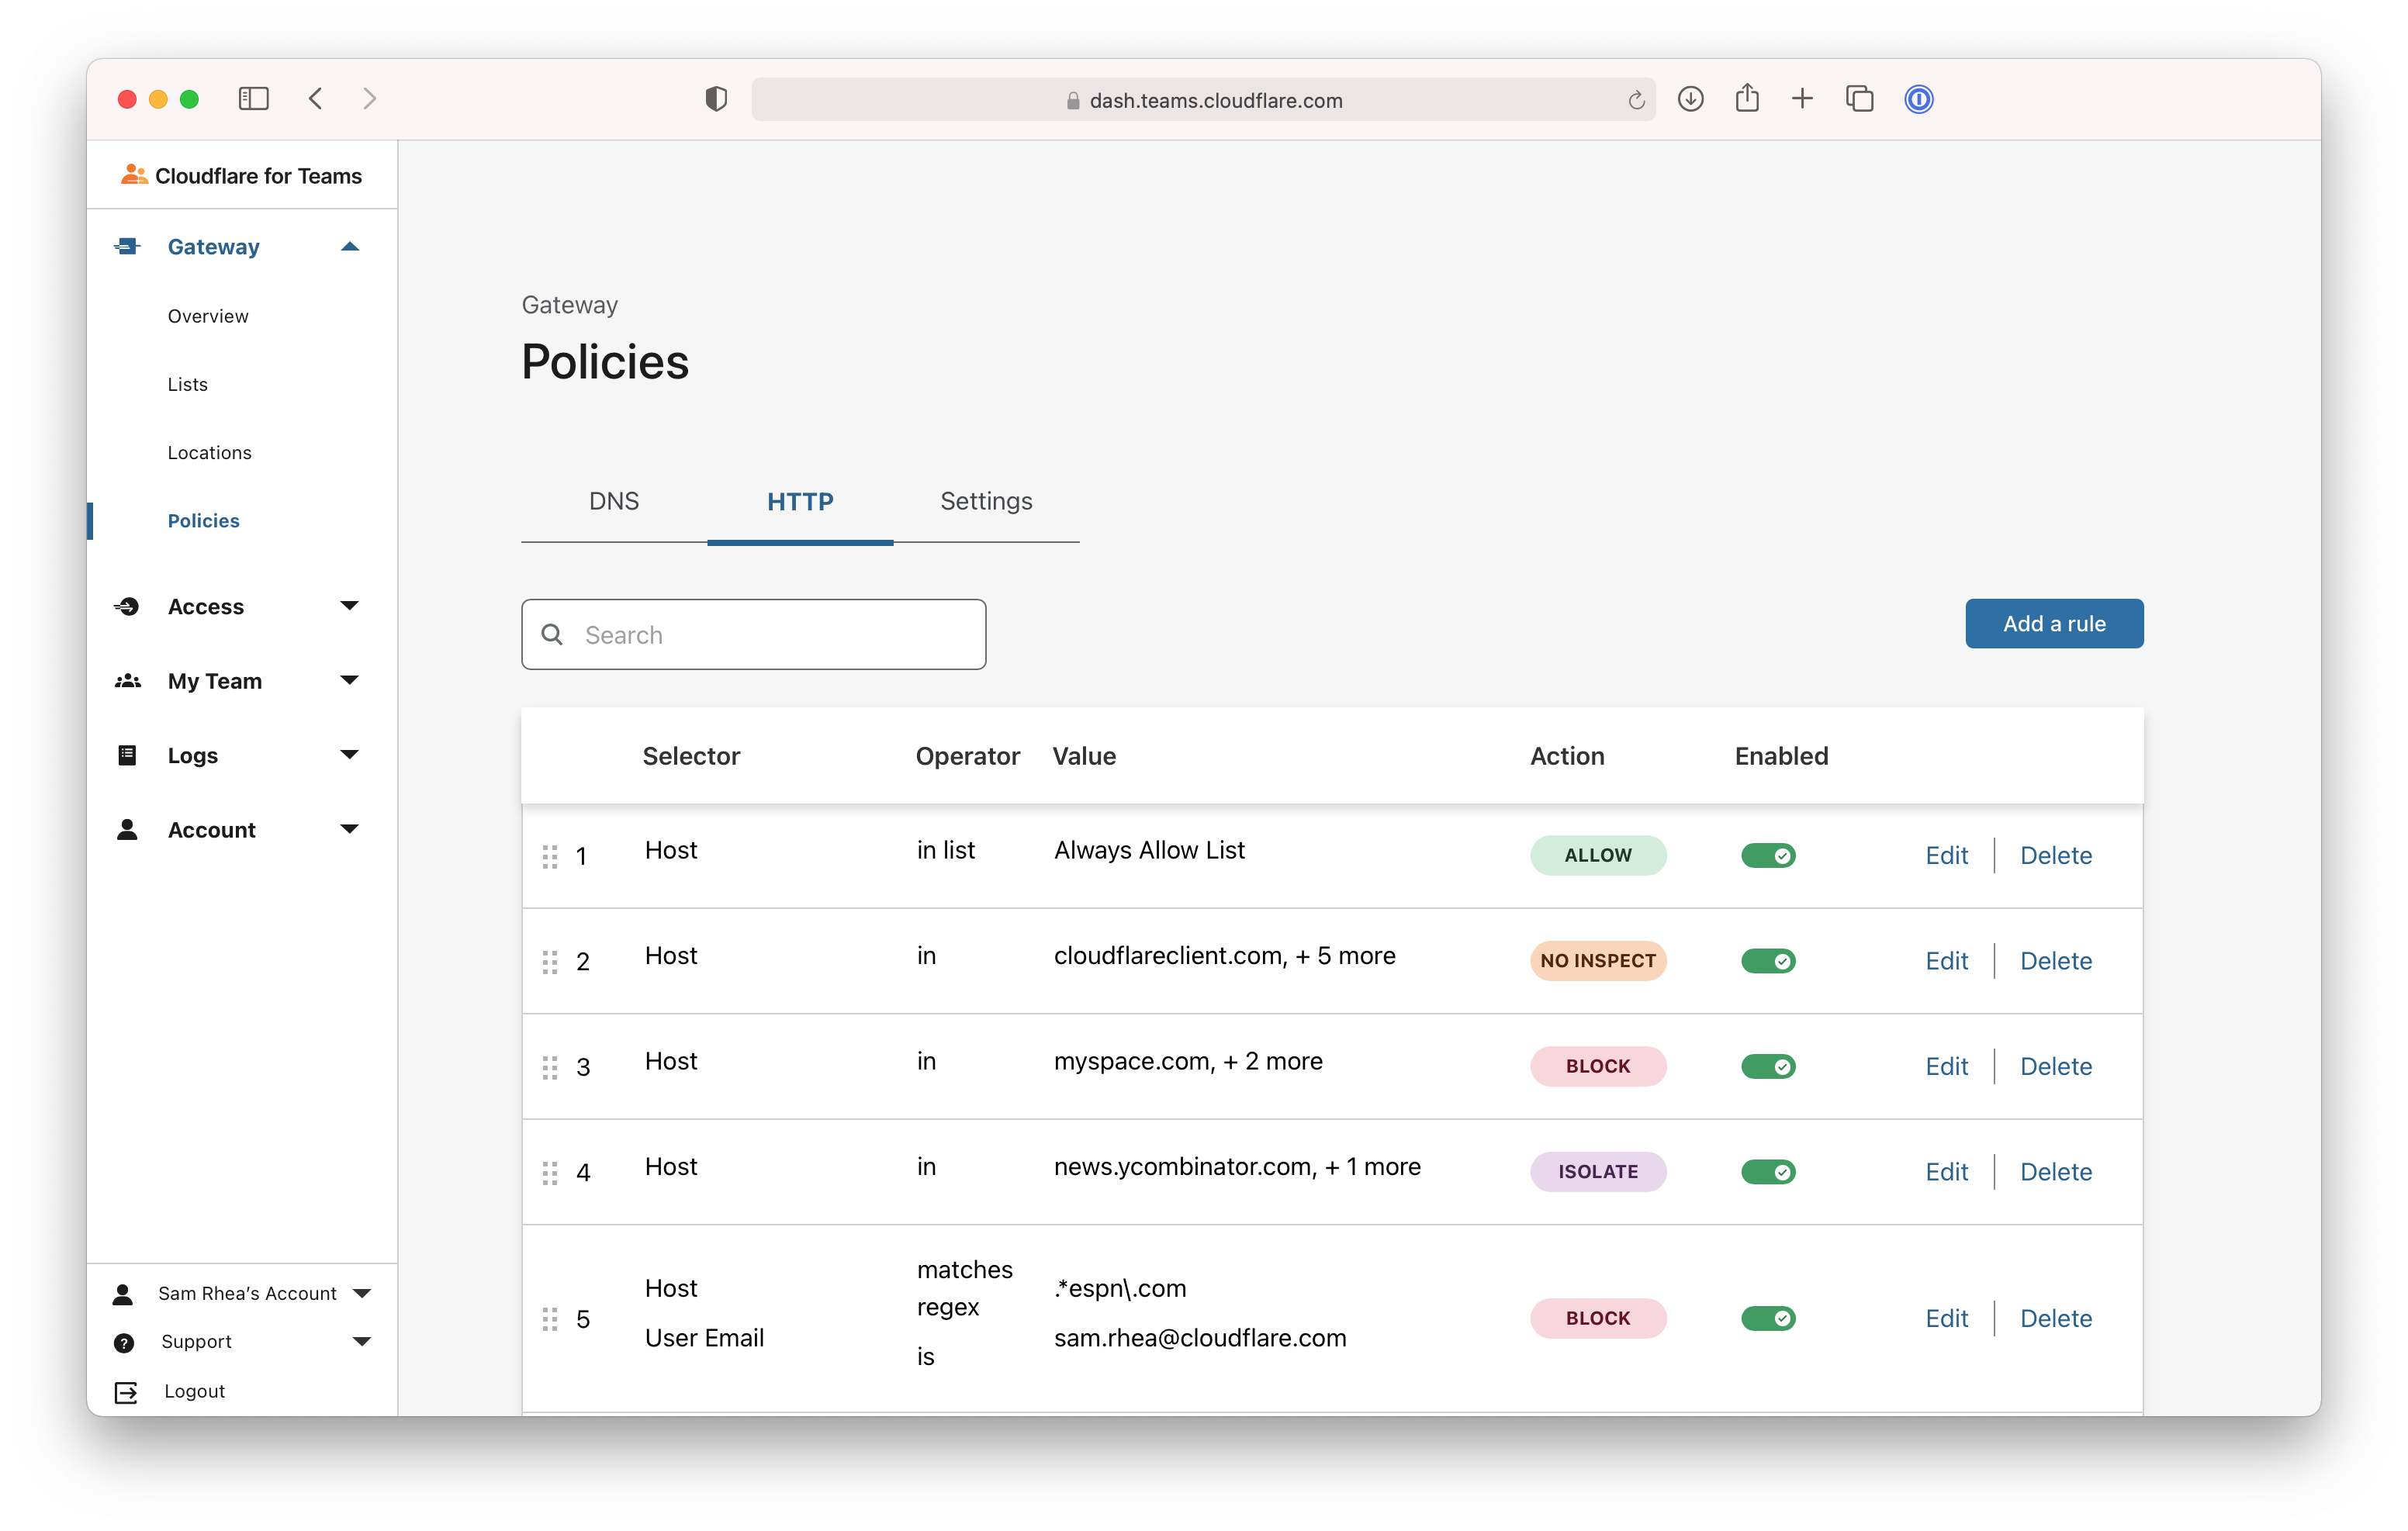 dash.teams.cloudflare.com
Cloudflare for Teams
Gateway
Overview
Lists
Locations
Policies
Access
My Team
Logs
Account
Sam Rhea's Account
Support
Logout
Gateway
Policies
DNS HTTP Settings
Search
Add a rule
Selector Operator Value Action Enabled
1 Host in list Always Allow List ALLOW Edit Delete
2 Host in cloudflareclient.com, + 5 more NO INSPECT Edit Delete
3 Host in myspace.com, + 2 more BLOCK Edit Delete
4 Host in news.ycombinator.com, + 1 more ISOLATE Edit Delete
5 Host matches regex .*espn\.com BLOCK Edit Delete
User Email is sam.rhea@cloudflare.com